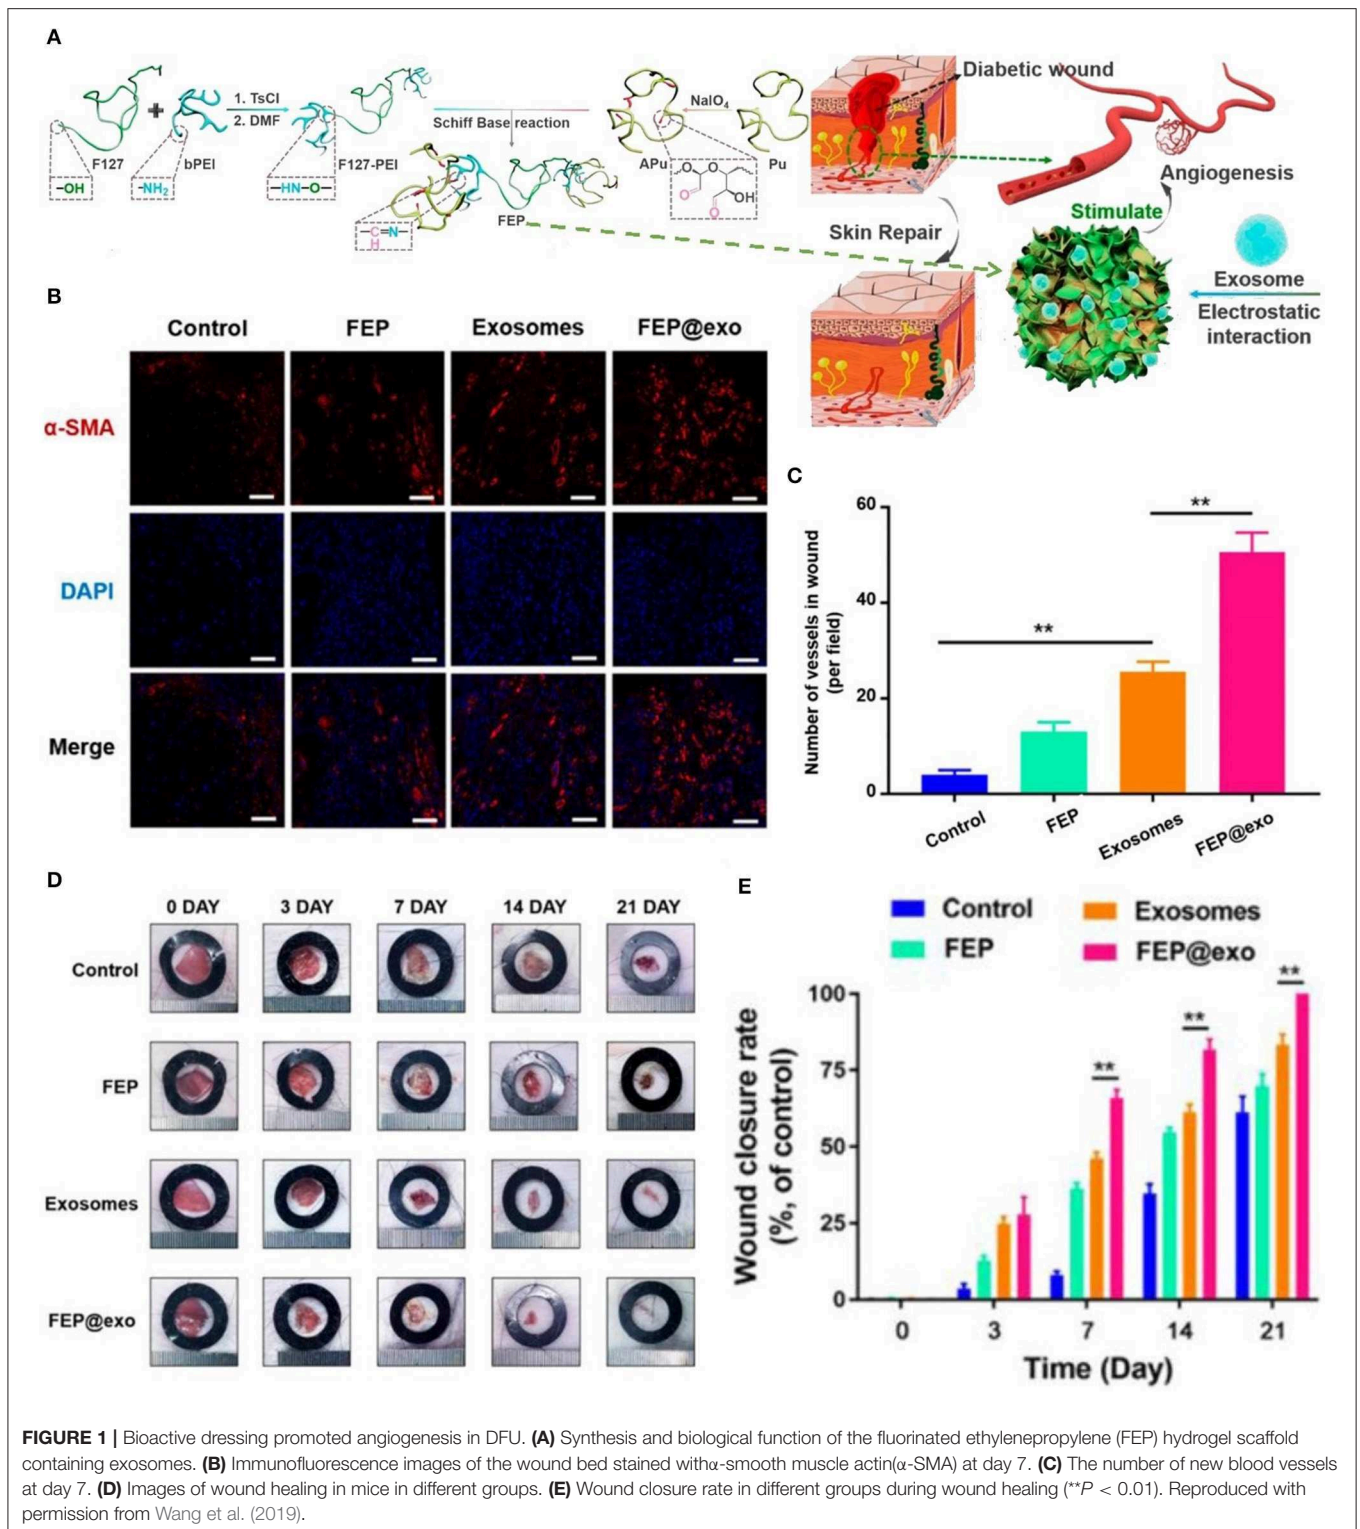 A
1. TsCl
2. DMF
F127
bPEI
F127-PEI
-OH
-NH2
-HN-O-
Schiff Base reaction
FEP
-C=N-
H
NaIO4
APu
Pu
O
OH
O
O
Diabetic wound
Angiogenesis
Stimulate
Skin Repair
Exosome
Electrostatic
interaction
B
Control FEP Exosomes FEP@exo
α-SMA
DAPI
Merge
C
Number of vessels in wound
(per field)
60
40
20
0
**
**
Control FEP Exosomes FEP@exo
D
0 DAY 3 DAY 7 DAY 14 DAY 21 DAY
Control
FEP
Exosomes
FEP@exo
E
Control Exosomes
FEP FEP@exo
Wound closure rate
(%, of control)
100
75
50
25
0
**
**
**
0 3 7 14 21
Time (Day)
FIGURE 1 | Bioactive dressing promoted angiogenesis in DFU. (A) Synthesis and biological function of the fluorinated ethylenepropylene (FEP) hydrogel scaffold
containing exosomes. (B) Immunofluorescence images of the wound bed stained withα-smooth muscle actin(α-SMA) at day 7. (C) The number of new blood vessels
at day 7. (D) Images of wound healing in mice in different groups. (E) Wound closure rate in different groups during wound healing (**P < 0.01). Reproduced with
permission from Wang et al. (2019).